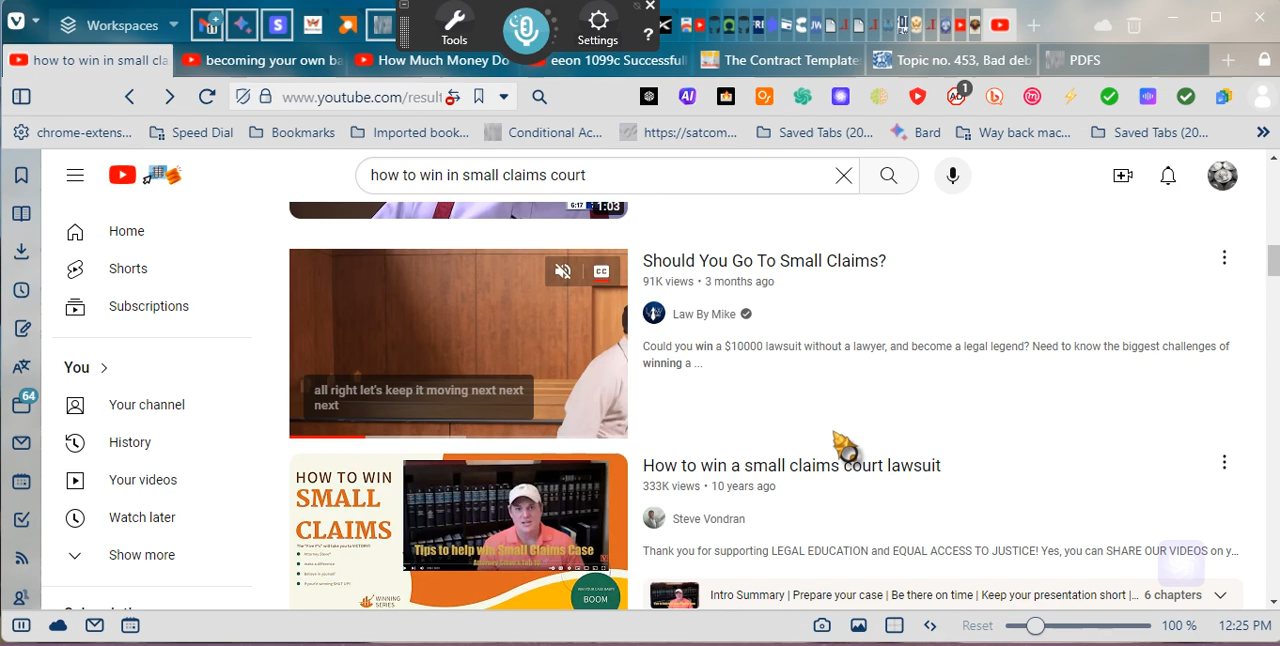 Workspaces
Tools
Settings
?
how to win in small cla
becoming your own ba
How Much Money Do
eeon 1099c Successful
The Contract Template
Topic no. 453, Bad deb
PDFS
www.youtube.com/result
1
chrome-extens...
Speed Dial
Bookmarks
Imported book...
Conditional Ac...
https://satcom...
Saved Tabs (20...
Bard
Way back mac...
Saved Tabs (20...
how to win in small claims court
6:17
1:03
Home
Shorts
Subscriptions
You
Your channel
History
Your videos
Watch later
Show more
64
CC
all right let's keep it moving next next
next
Should You Go To Small Claims?
91K views • 3 months ago
Law By Mike
Could you win a $10000 lawsuit without a lawyer, and become a legal legend? Need to know the biggest challenges of
winning a ...
HOW TO WIN
SMALL
CLAIMS
Tips to help win Small Claims Case
WINNING
SERIES
BOOM
How to win a small claims court lawsuit
333K views • 10 years ago
Steve Vondran
Thank you for supporting LEGAL EDUCATION and EQUAL ACCESS TO JUSTICE! Yes, you can SHARE OUR VIDEOS on y...
Intro Summary | Prepare your case | Be there on time | Keep your presentation short |... 6 chapters
Reset
100 %
12:25 PM